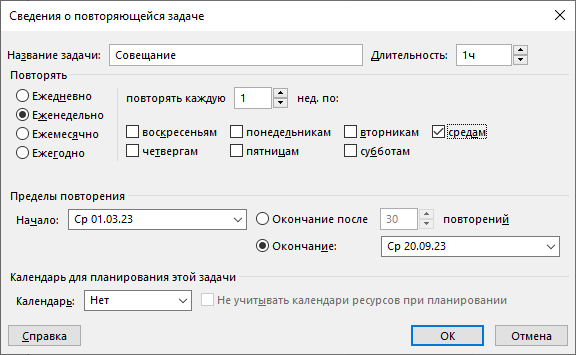 Сведения о повторяющейся задаче
Название задачи: Совещание Длительность: 1ч
Повторять
Ежедневно
Еженедельно
Ежемесячно
Ежегодно
повторять каждую 1 нед. по:
воскресеньям понедельникам вторникам средам
четвергам пятницам субботам
Пределы повторения
Начало: Ср 01.03.23 Окончание после 30 повторений
Окончание: Ср 20.09.23
Календарь для планирования этой задачи
Календарь: Нет Не учитывать календари ресурсов при планировании
Справка ОК Отмена